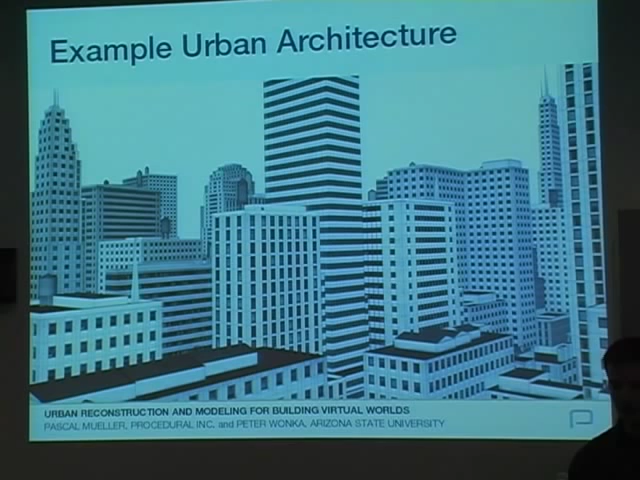 Example Urban Architecture
URBAN RECONSTRUCTION AND MODELING FOR BUILDING VIRTUAL WORLDS
PASCAL MUELLER, PROCEDURAL INC. and PETER WONKA, ARIZONA STATE UNIVERSITY